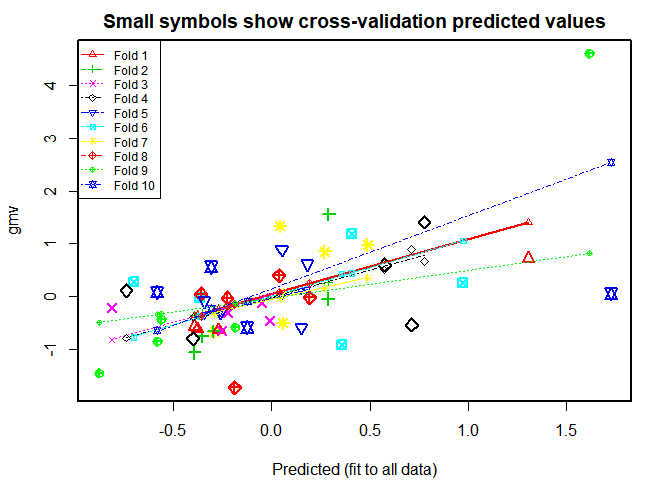 Small symbols show cross-validation predicted values
Fold 1
Fold 2
Fold 3
Fold 4
Fold 5
Fold 6
Fold 7
Fold 8
Fold 9
Fold 10
4
3
2
1
0
-1
gmv
-0.5 0.0 0.5 1.0 1.5
Predicted (fit to all data)